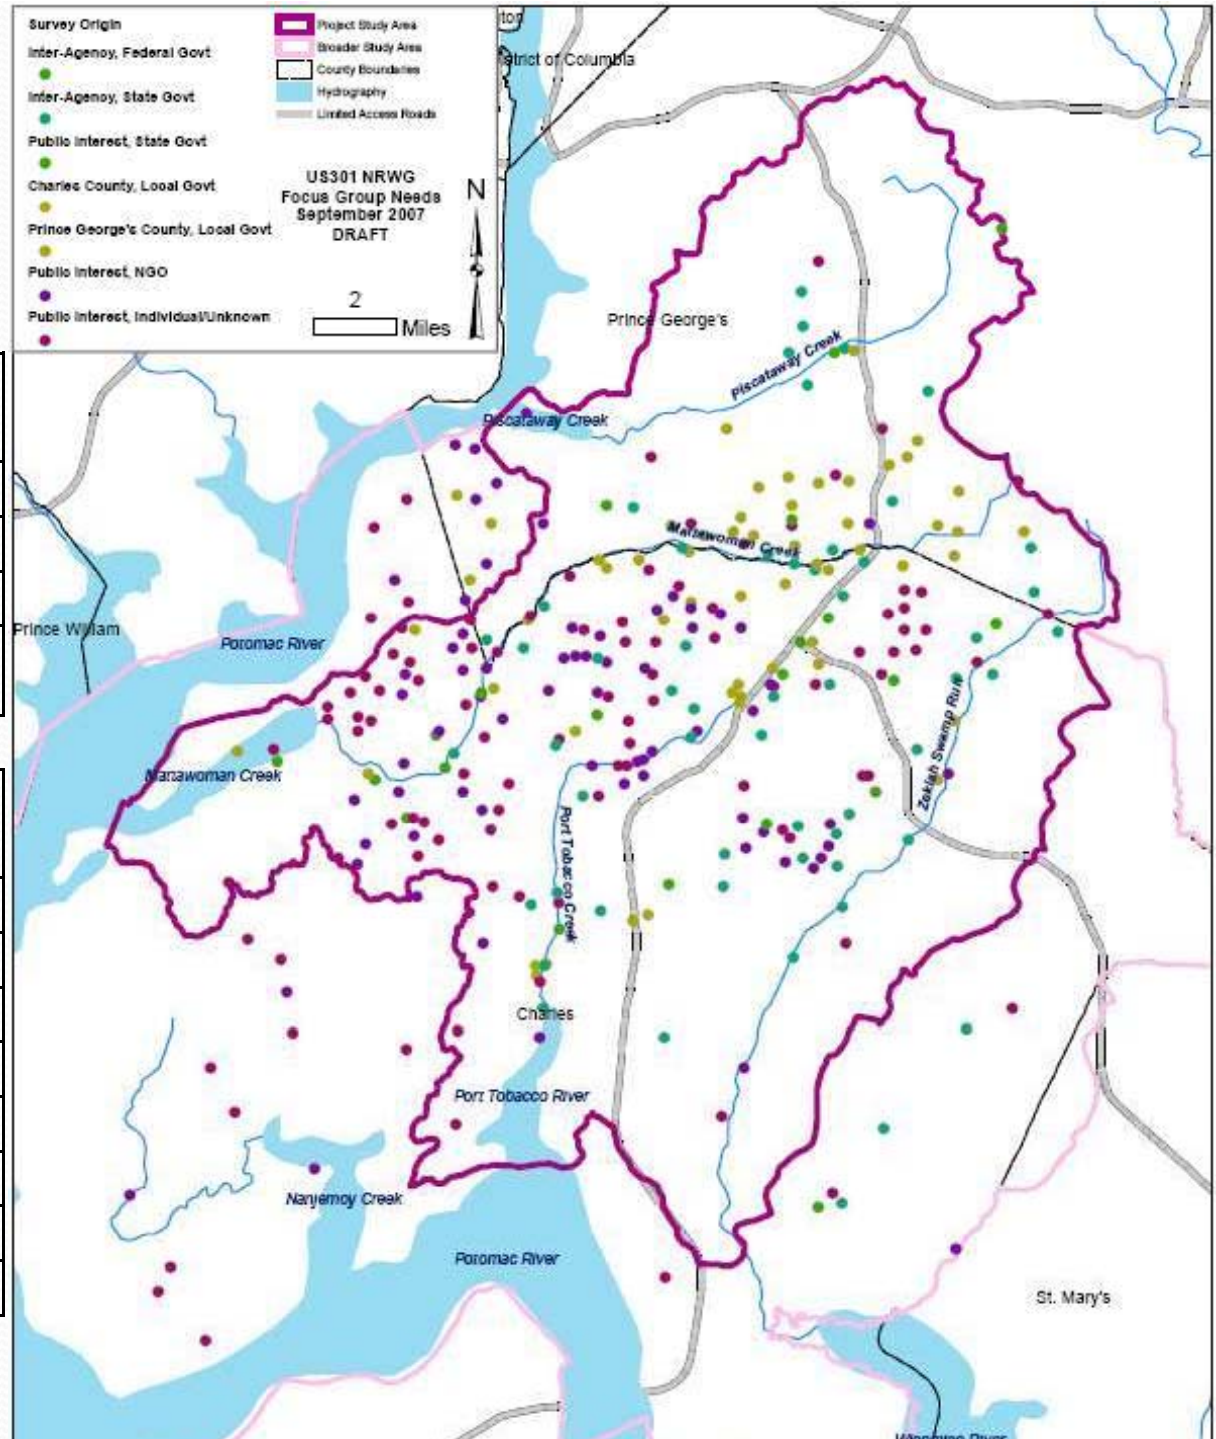 Survey Origin
Inter-Agency, Federal Govt
Inter-Agency, State Govt
Public Interest, State Govt
Charles County, Local Govt
Prince George's County, Local Govt
Public Interest, NGO
Public Interest, Individual/Unknown
Project Study Area
Broader Study Area
County Boundaries
Hydrography
Limited Access Roads
US301 NRWG
Focus Group Needs
September 2007
DRAFT
N
2
Miles
ton
strict of Columbia
Prince George's
Piscataway Creek
Piscataway Creek
Mattawoman Creek
Prince William
Potomac River
Mattawoman Creek
Zekiah Swamp Run
Port Tobacco Creek
Charles
Port Tobacco River
Nanjemoy Creek
Potomac River
St. Mary's
Wicomico River